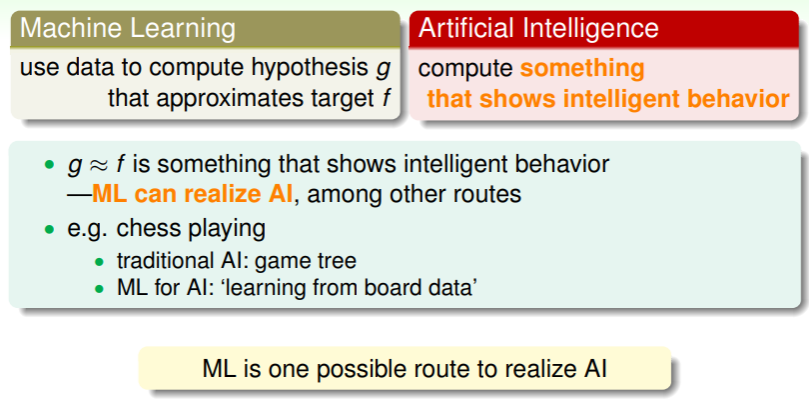 Machine Learning
use data to compute hypothesis g
that approximates target f
Artificial Intelligence
compute something
that shows intelligent behavior
• g ≈ f is something that shows intelligent behavior
—ML can realize AI, among other routes
• e.g. chess playing
• traditional AI: game tree
• ML for AI: ‘learning from board data’
ML is one possible route to realize AI